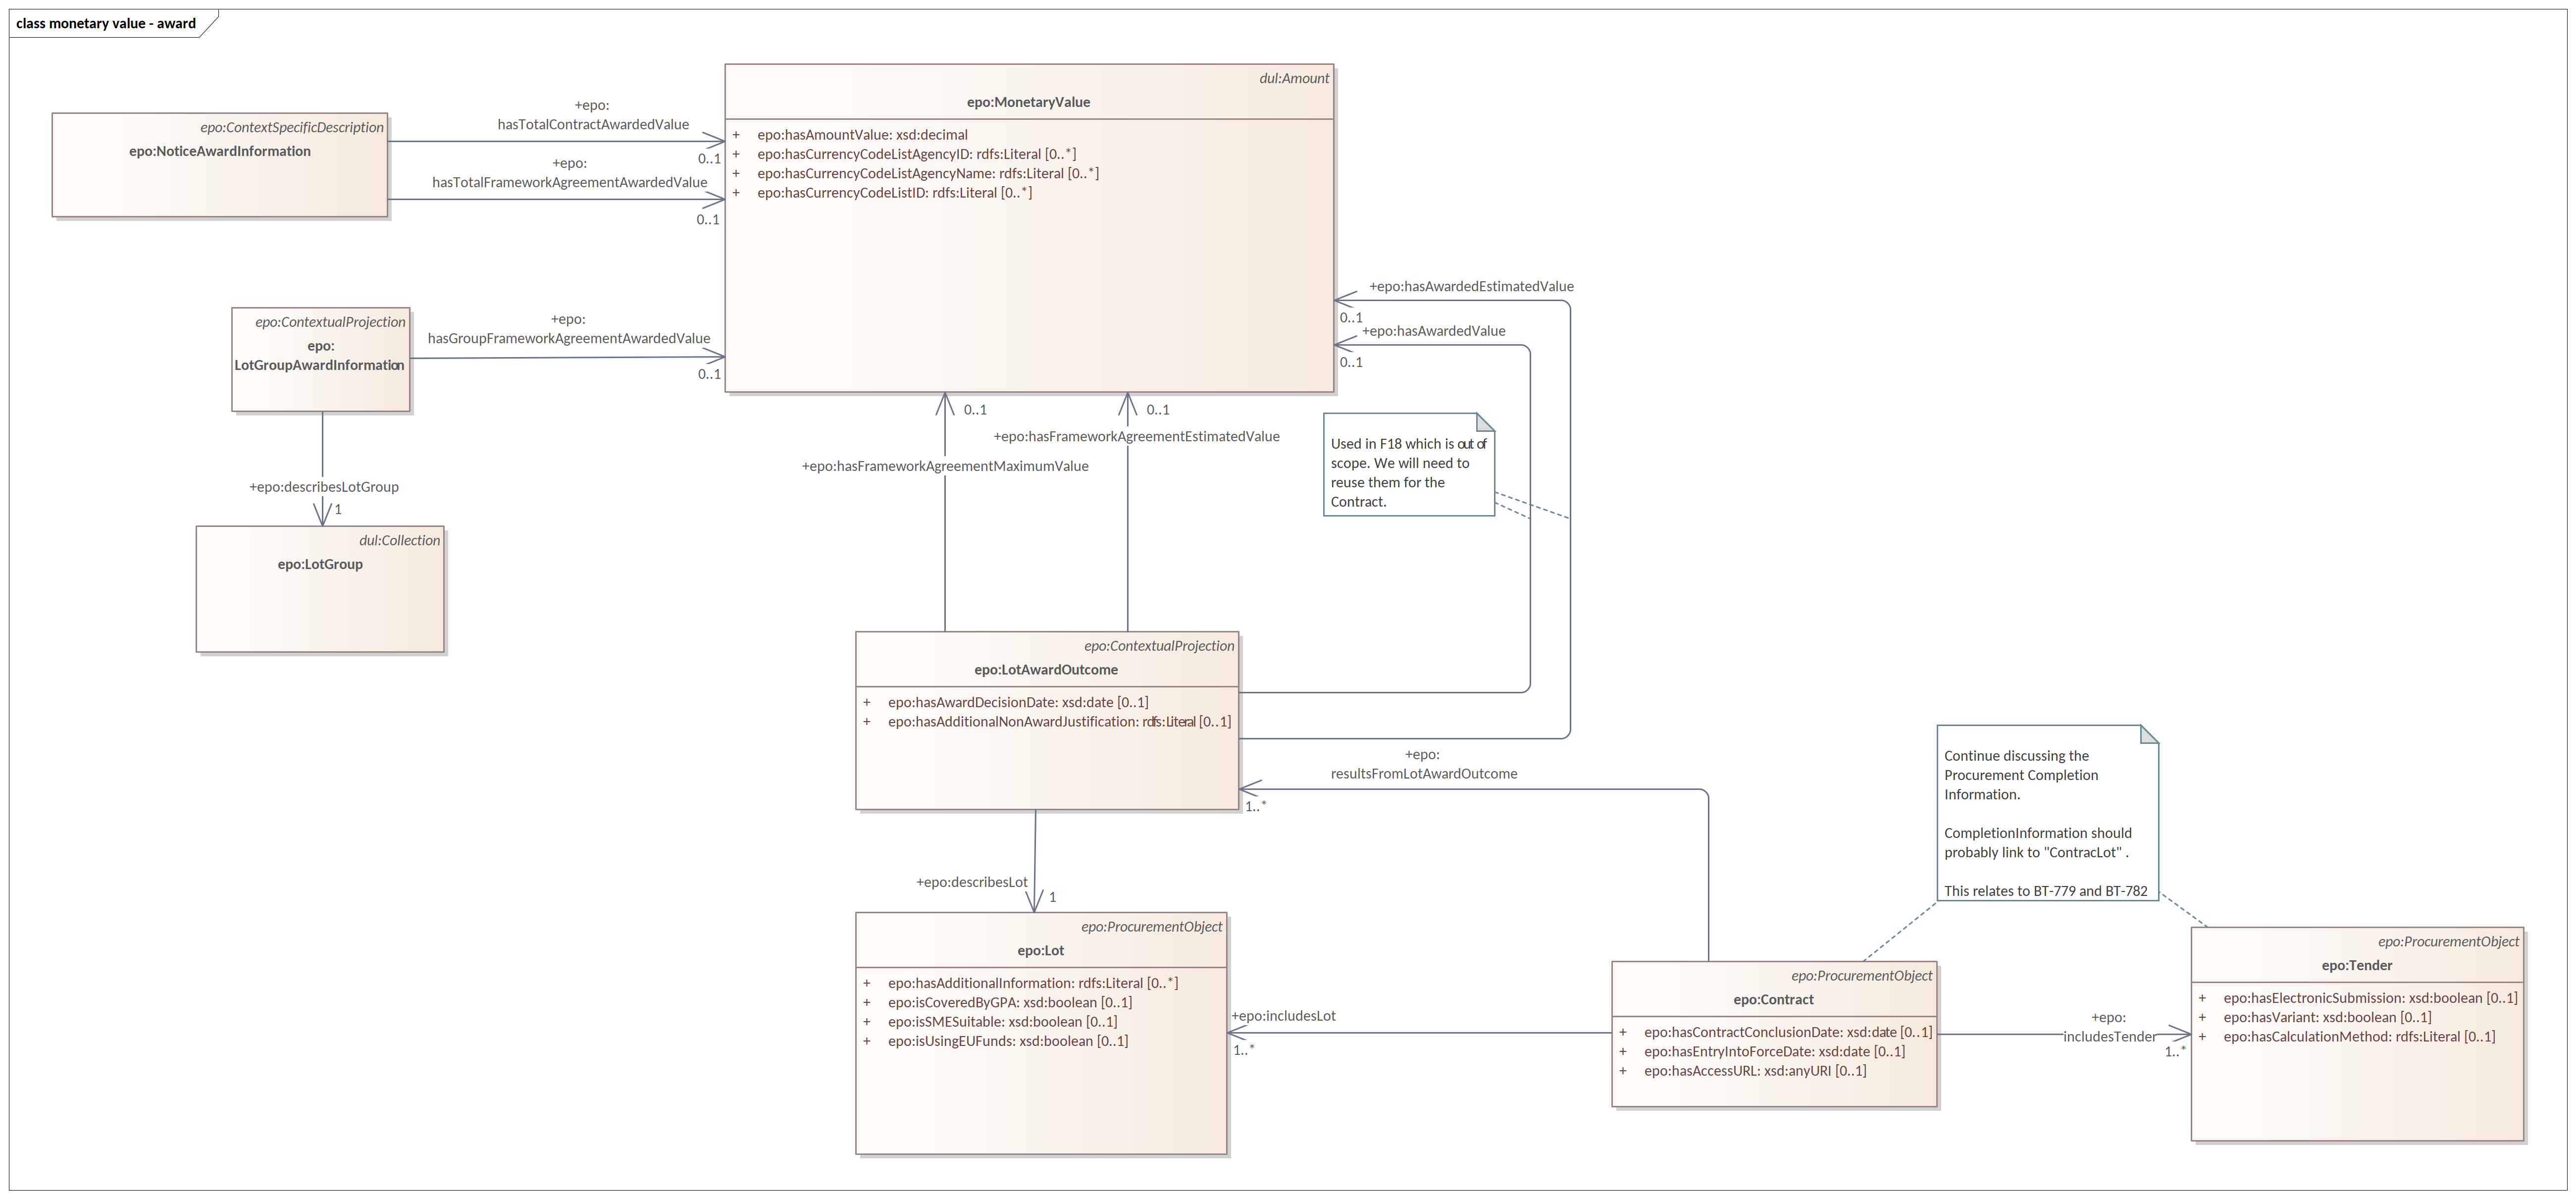 class monetary value - award
dul:Amount
epo:MonetaryValue
+ epo:hasAmountValue: xsd:decimal
+ epo:hasCurrencyCodeListAgencyID: rdfs:Literal [0..*]
+ epo:hasCurrencyCodeListAgencyName: rdfs:Literal [0..*]
+ epo:hasCurrencyCodeListID: rdfs:Literal [0..*]
epo:ContextSpecificDescription
epo:NoticeAwardInformation
+epo:
hasTotalContractAwardedValue
0..1
+epo:
hasTotalFrameworkAgreementAwardedValue
0..1
epo:ContextualProjection
epo:
LotGroupAwardInformation
+epo:
hasGroupFrameworkAgreementAwardedValue
0..1
+epo:hasAwardedEstimatedValue
0..1
+epo:hasAwardedValue
0..1
0..1
0..1
+epo:hasFrameworkAgreementEstimatedValue
+epo:hasFrameworkAgreementMaximumValue
Used in F18 which is out of
scope. We will need to
reuse them for the
Contract.
+epo:describesLotGroup
1
dul:Collection
epo:LotGroup
epo:ContextualProjection
epo:LotAwardOutcome
+ epo:hasAwardDecisionDate: xsd:date [0..1]
+ epo:hasAdditionalNonAwardJustification: rdfs:Literal [0..1]
+epo:
resultsFromLotAwardOutcome
1..*
+epo:describesLot
1
Continue discussing the
Procurement Completion
Information.
CompletionInformation should
probably link to "ContracLot" .
This relates to BT-779 and BT-782
epo:ProcurementObject
epo:Lot
+ epo:hasAdditionalInformation: rdfs:Literal [0..*]
+ epo:isCoveredByGPA: xsd:boolean [0..1]
+ epo:isSMESuitable: xsd:boolean [0..1]
+ epo:isUsingEUFunds: xsd:boolean [0..1]
+epo:includesLot
1..*
epo:ProcurementObject
epo:Contract
+ epo:hasContractConclusionDate: xsd:date [0..1]
+ epo:hasEntryIntoForceDate: xsd:date [0..1]
+ epo:hasAccessURL: xsd:anyURI [0..1]
+epo:
includesTender
1..*
epo:ProcurementObject
epo:Tender
+ epo:hasElectronicSubmission: xsd:boolean [0..1]
+ epo:hasVariant: xsd:boolean [0..1]
+ epo:hasCalculationMethod: rdfs:Literal [0..1]